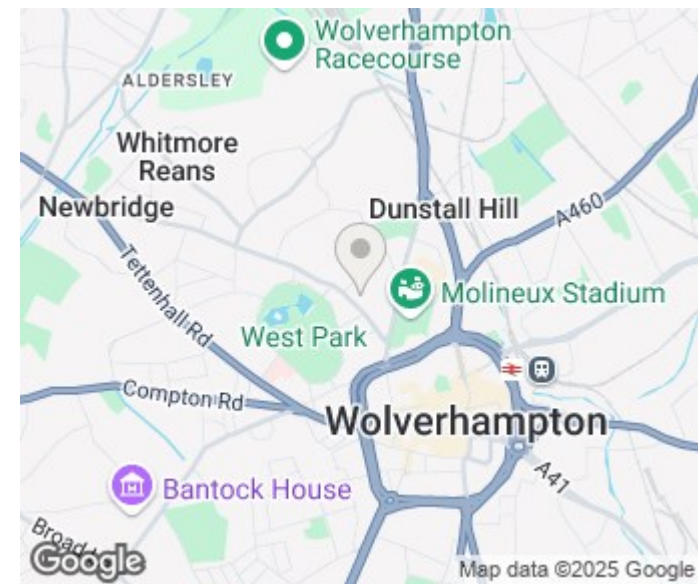 Wolverhampton
Racecourse
ALDERSLEY
Whitmore
Reans
Newbridge
Dunstall Hill
A460
Tettenhall Rd
Molineux Stadium
West Park
Compton Rd
Wolverhampton
A41
Bantock House
Broad
Google
Map data ©2025 Google